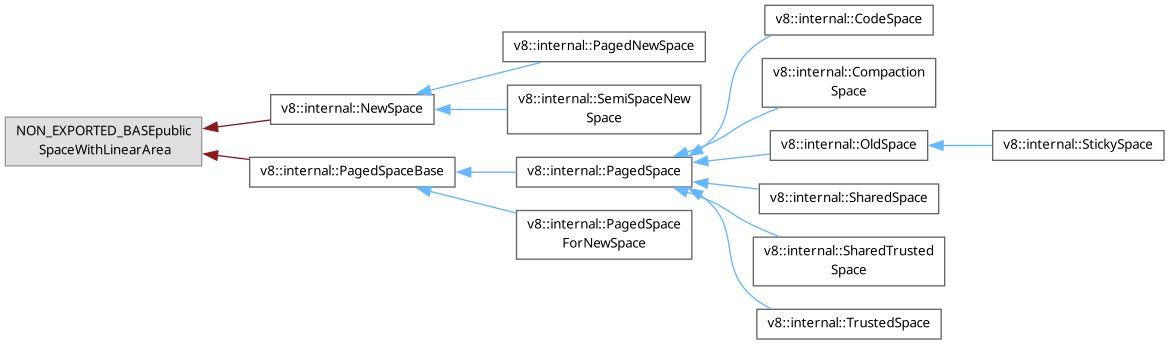 NON_EXPORTED_BASEpublic
SpaceWithLinearArea
v8::internal::NewSpace
v8::internal::PagedSpaceBase
v8::internal::PagedNewSpace
v8::internal::SemiSpaceNew
Space
v8::internal::PagedSpace
v8::internal::PagedSpace
ForNewSpace
v8::internal::CodeSpace
v8::internal::Compaction
Space
v8::internal::OldSpace
v8::internal::SharedSpace
v8::internal::SharedTrusted
Space
v8::internal::TrustedSpace
v8::internal::StickySpace